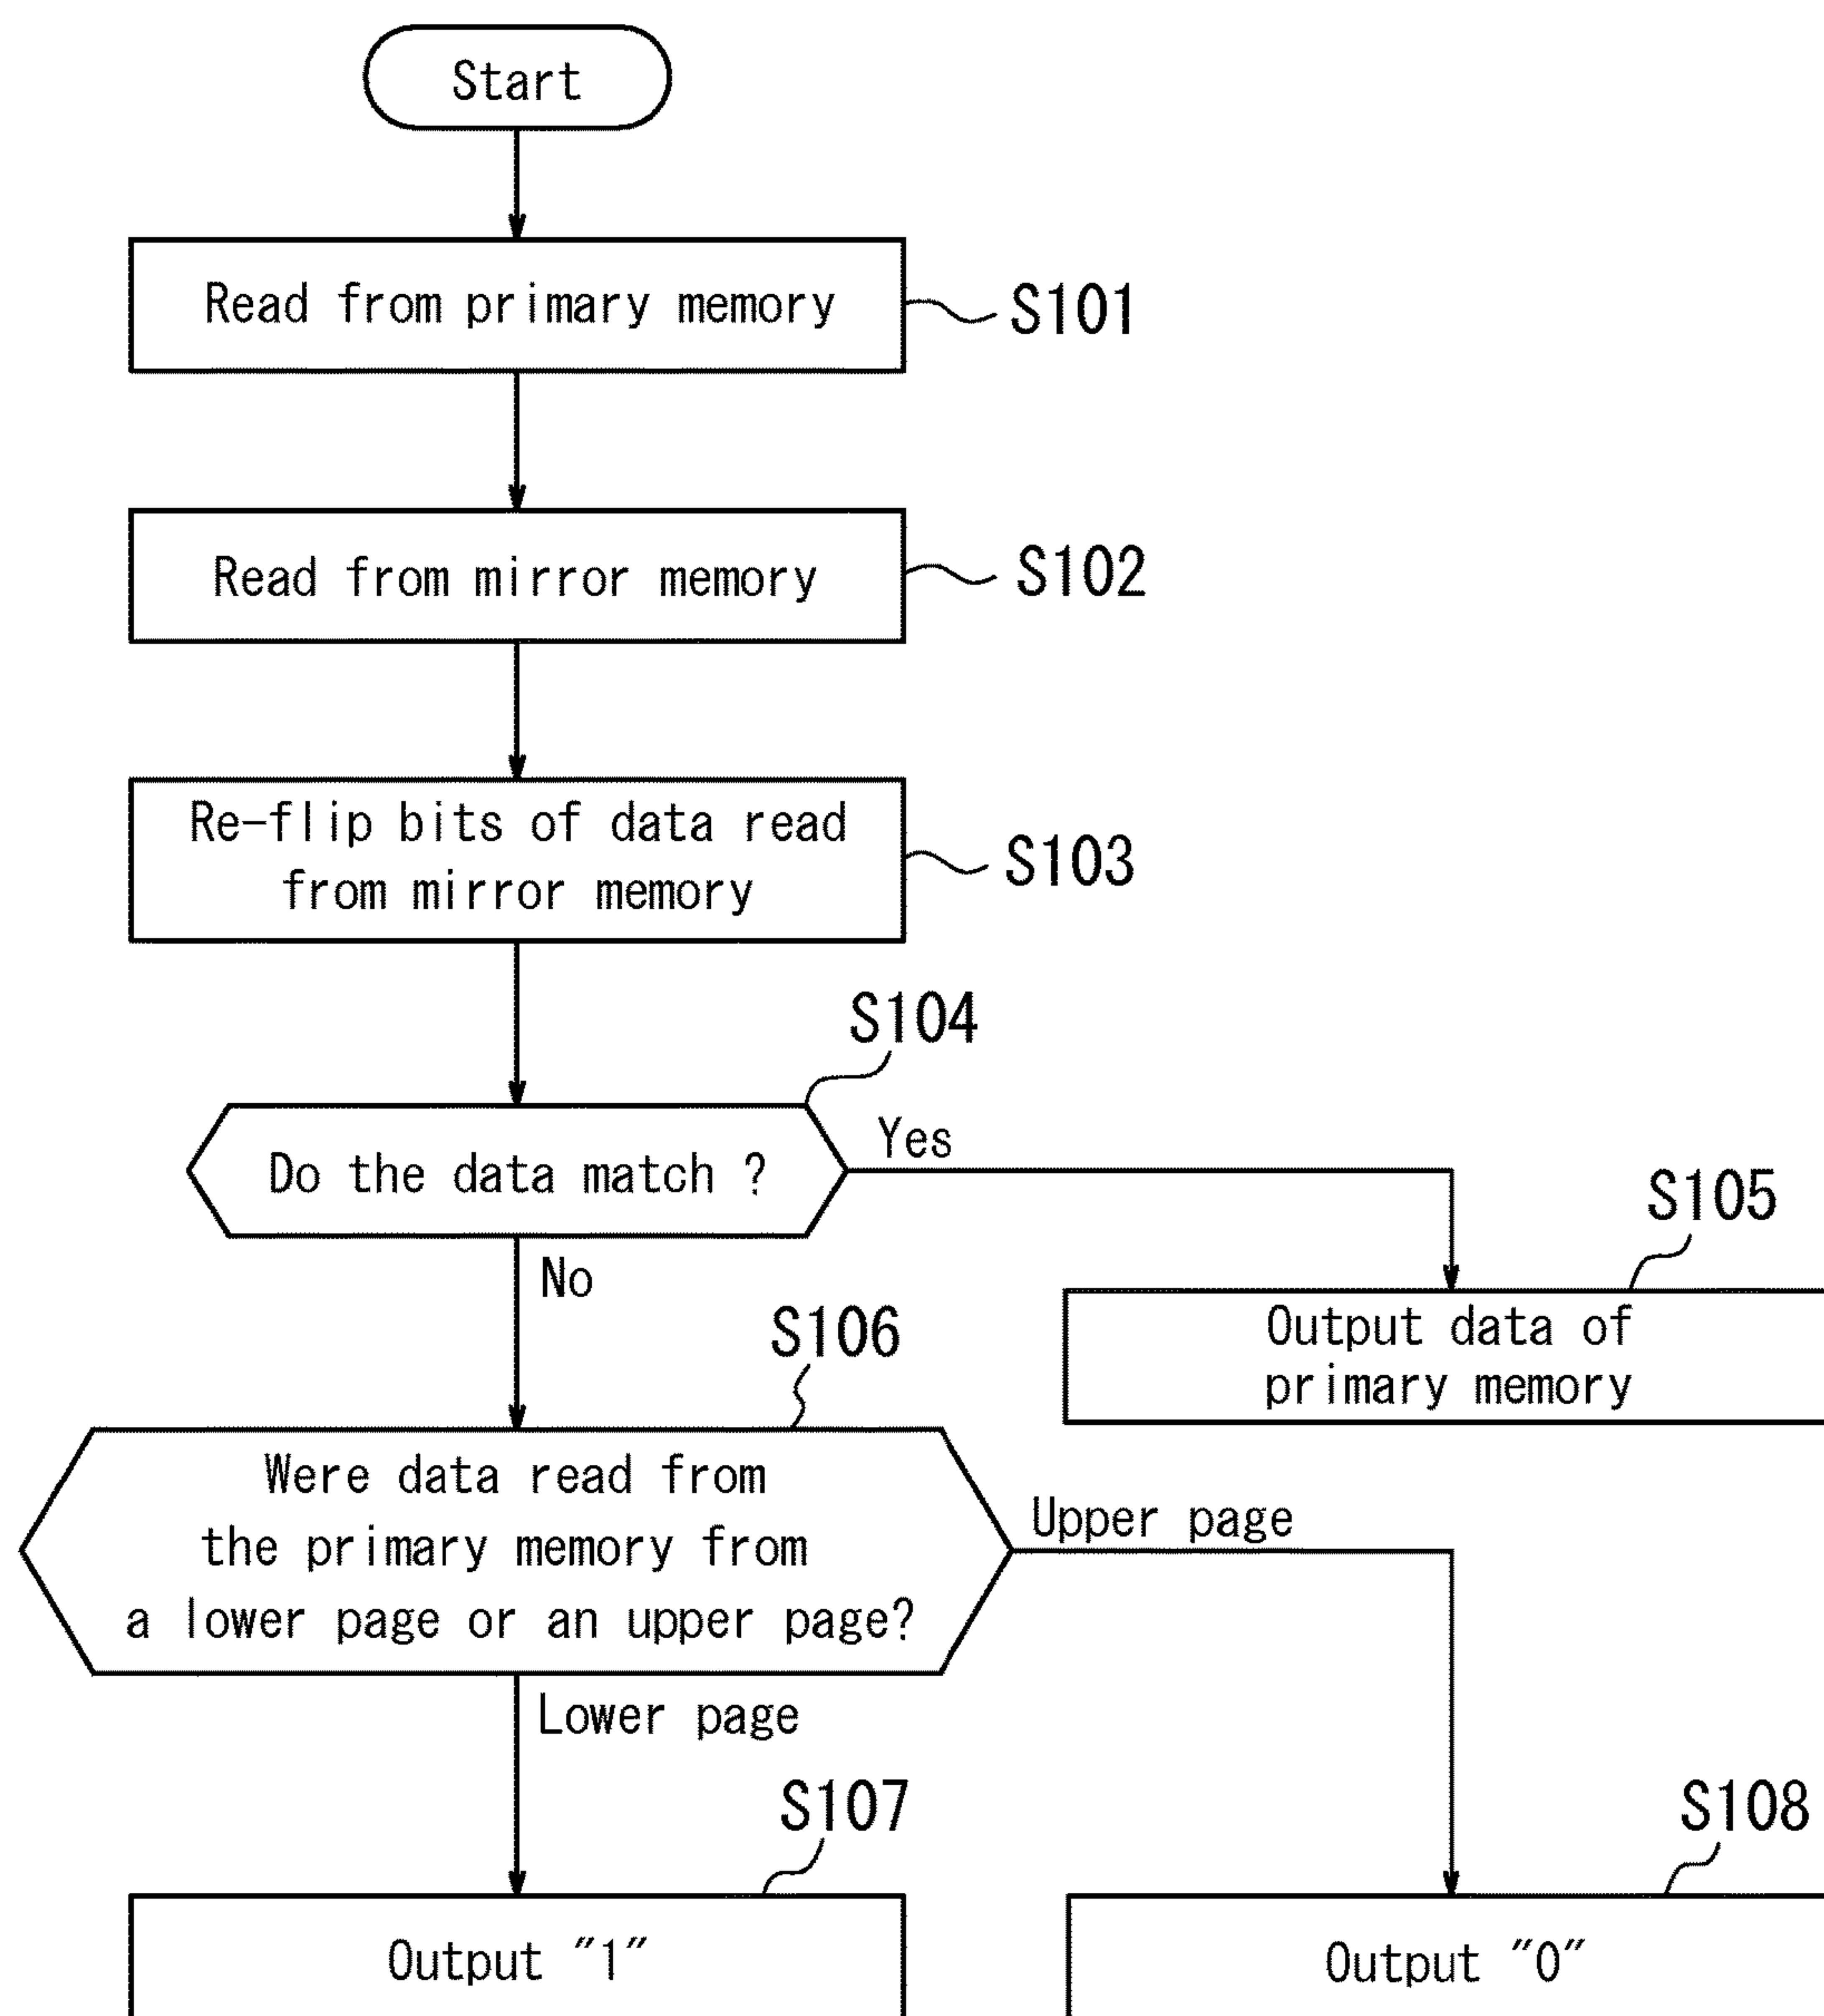 Start
Read from primary memory
S101
Read from mirror memory
S102
Re-flip bits of data read
from mirror memory
S103
S104
Do the data match ?
Yes
No
S105
Output data of
primary memory
S106
Were data read from
the primary memory from
a lower page or an upper page?
Upper page
Lower page
S107
Output "1"
S108
Output "0"